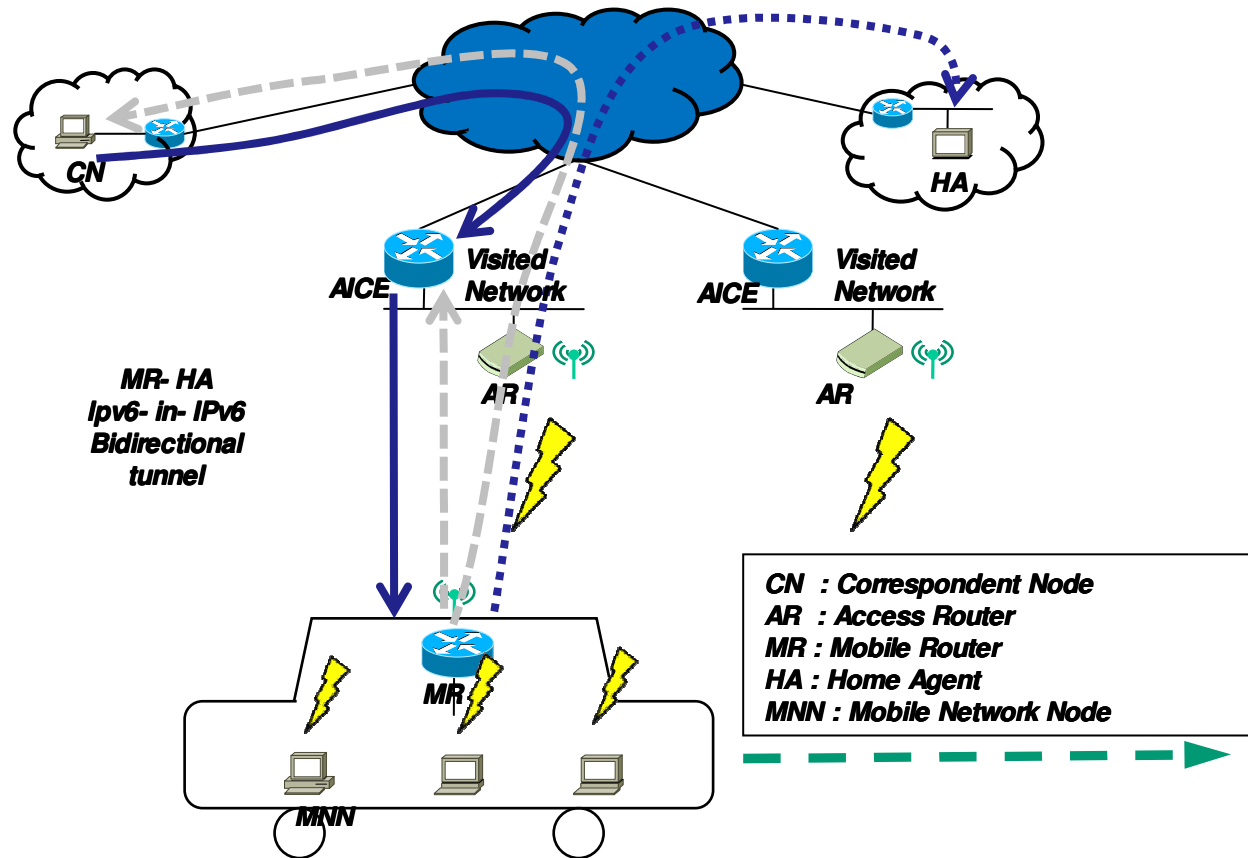 CN
HA
AICE
Visited
Network
AICE
Visited
Network
AR
AR
MR- HA
Ipv6- in- IPv6
Bidirectional
tunnel
CN : Correspondent Node
AR : Access Router
MR : Mobile Router
HA : Home Agent
MNN : Mobile Network Node
MR
MNN